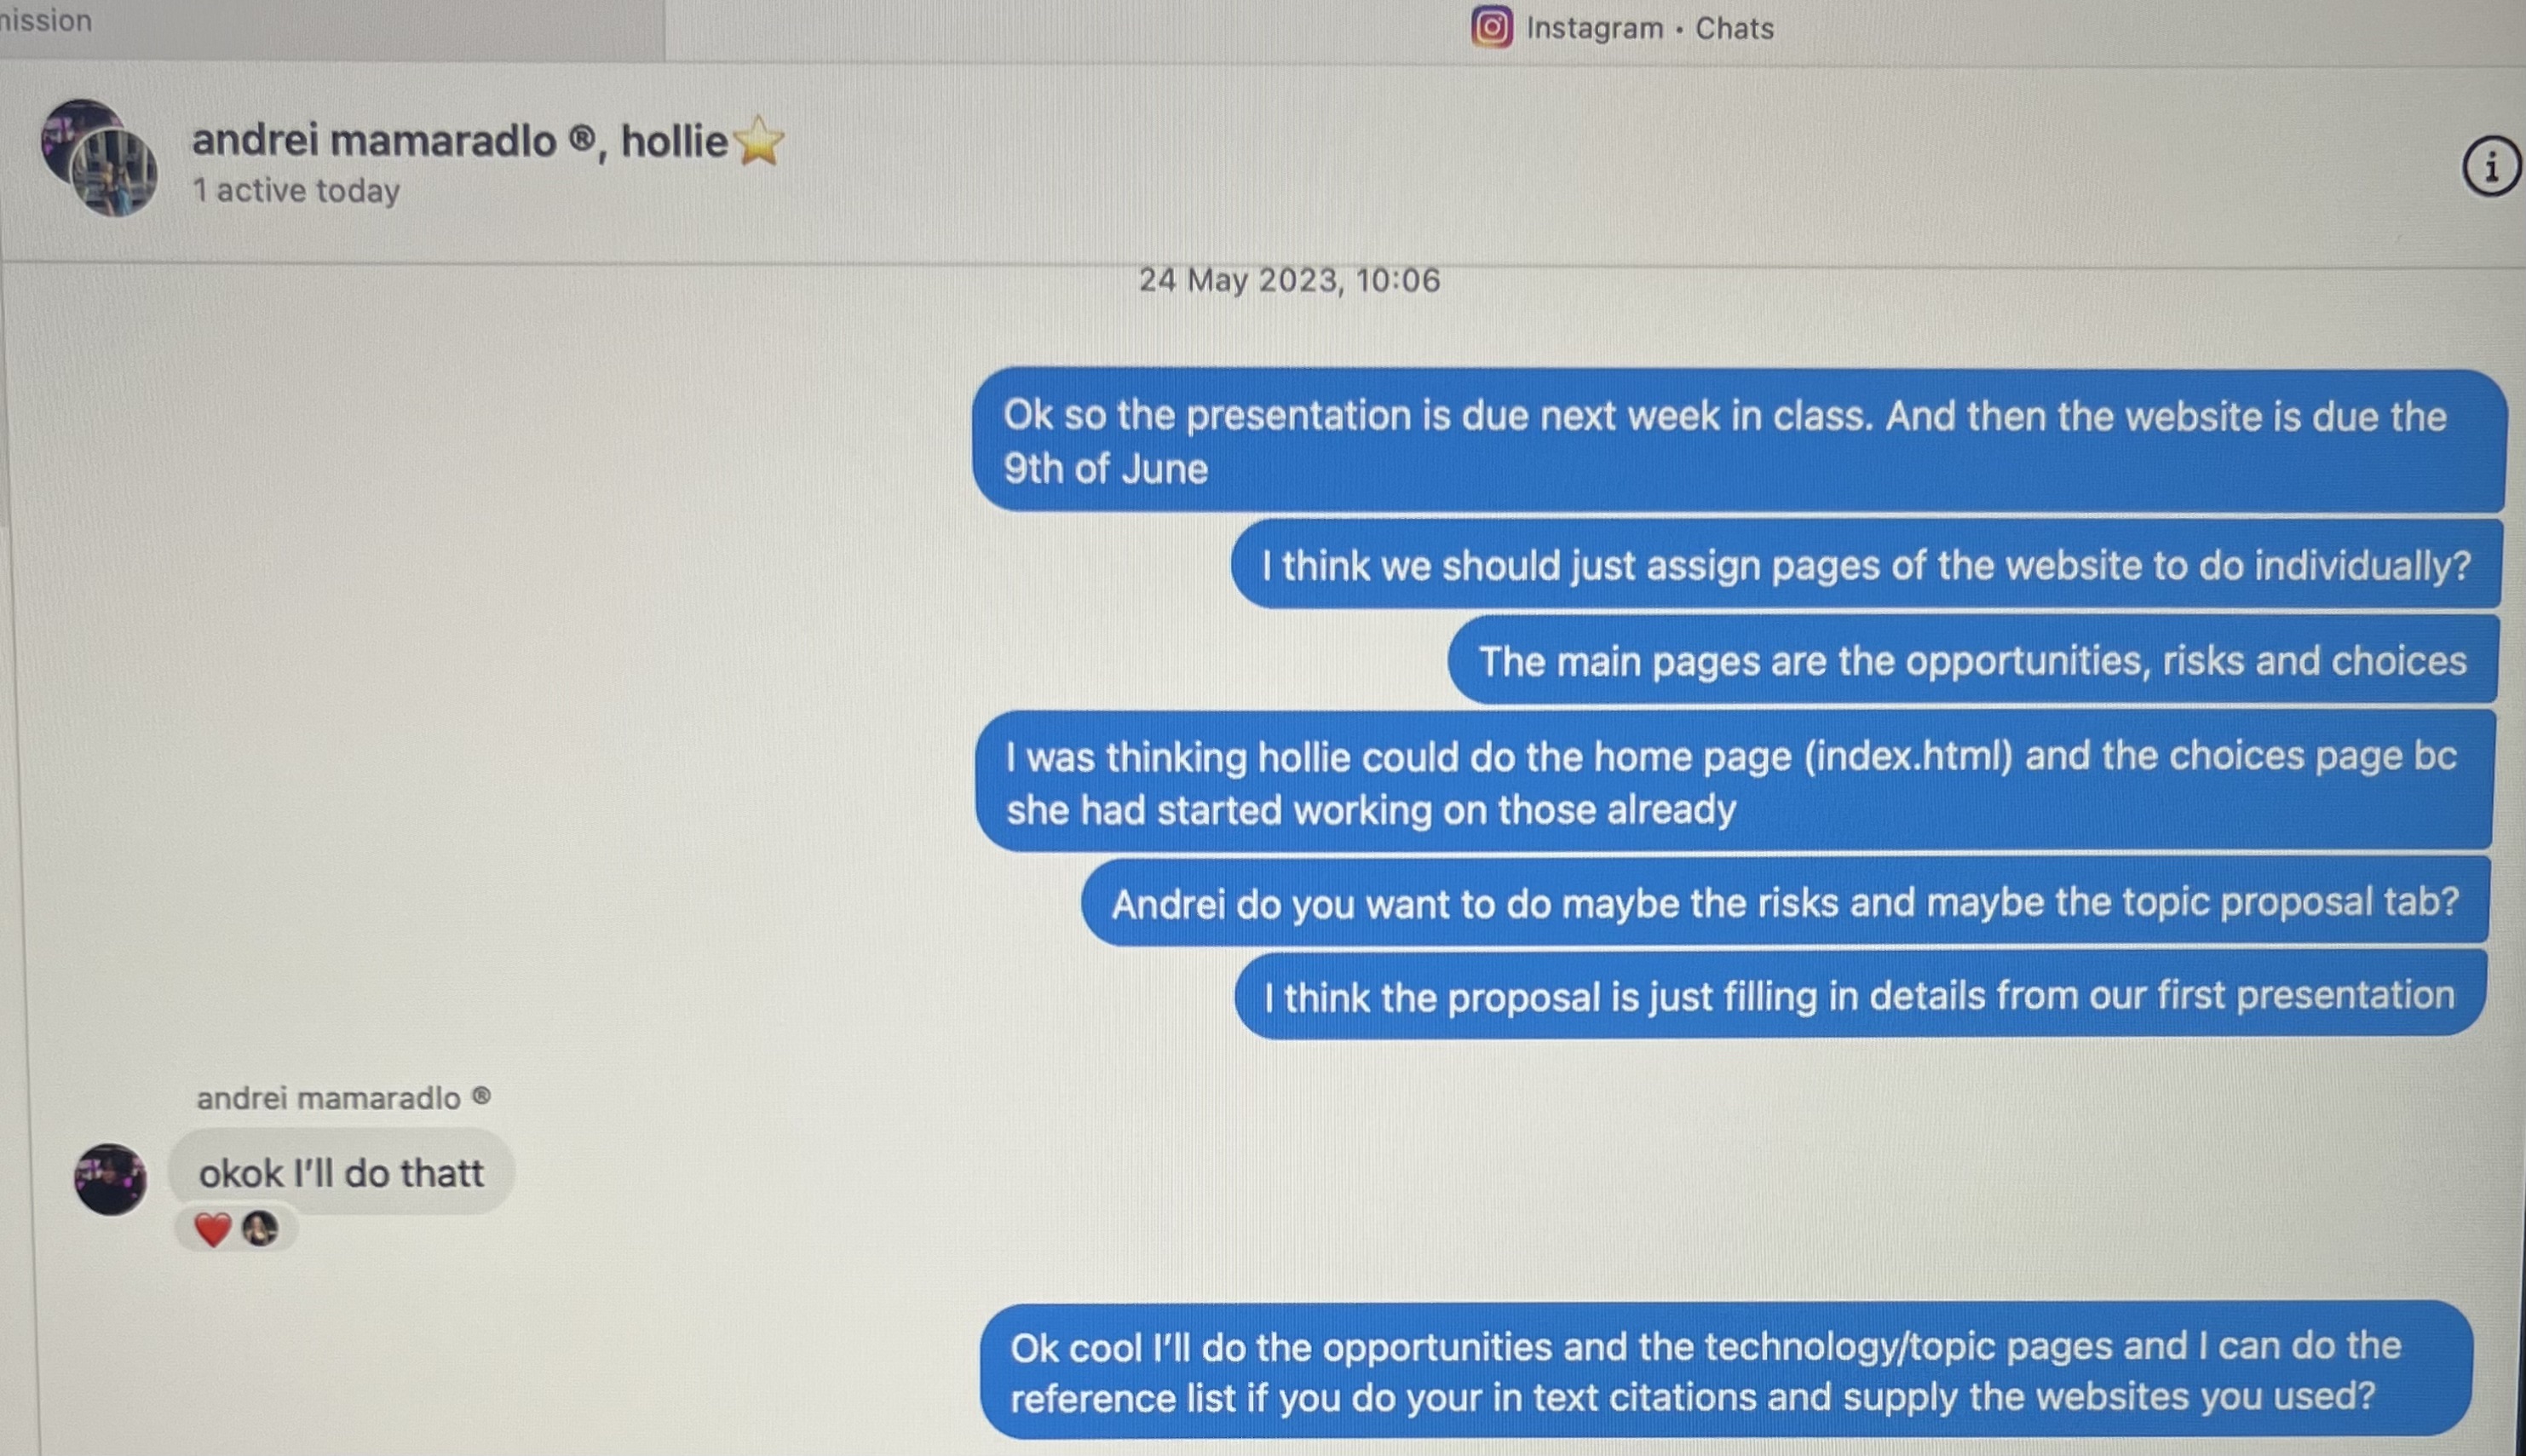 Instagram • Chats
andrei mamaradlo ®, hollie⭐
1 active today
24 May 2023, 10:06
Ok so the presentation is due next week in class. And then the website is due the
9th of June
I think we should just assign pages of the website to do individually?
The main pages are the opportunities, risks and choices
I was thinking hollie could do the home page (index.html) and the choices page bc
she had started working on those already
Andrei do you want to do maybe the risks and maybe the topic proposal tab?
I think the proposal is just filling in details from our first presentation
andrei mamaradlo ®
okok I'll do thatt
❤️
Ok cool I'll do the opportunities and the technology/topic pages and I can do the
reference list if you do your in text citations and supply the websites you used?